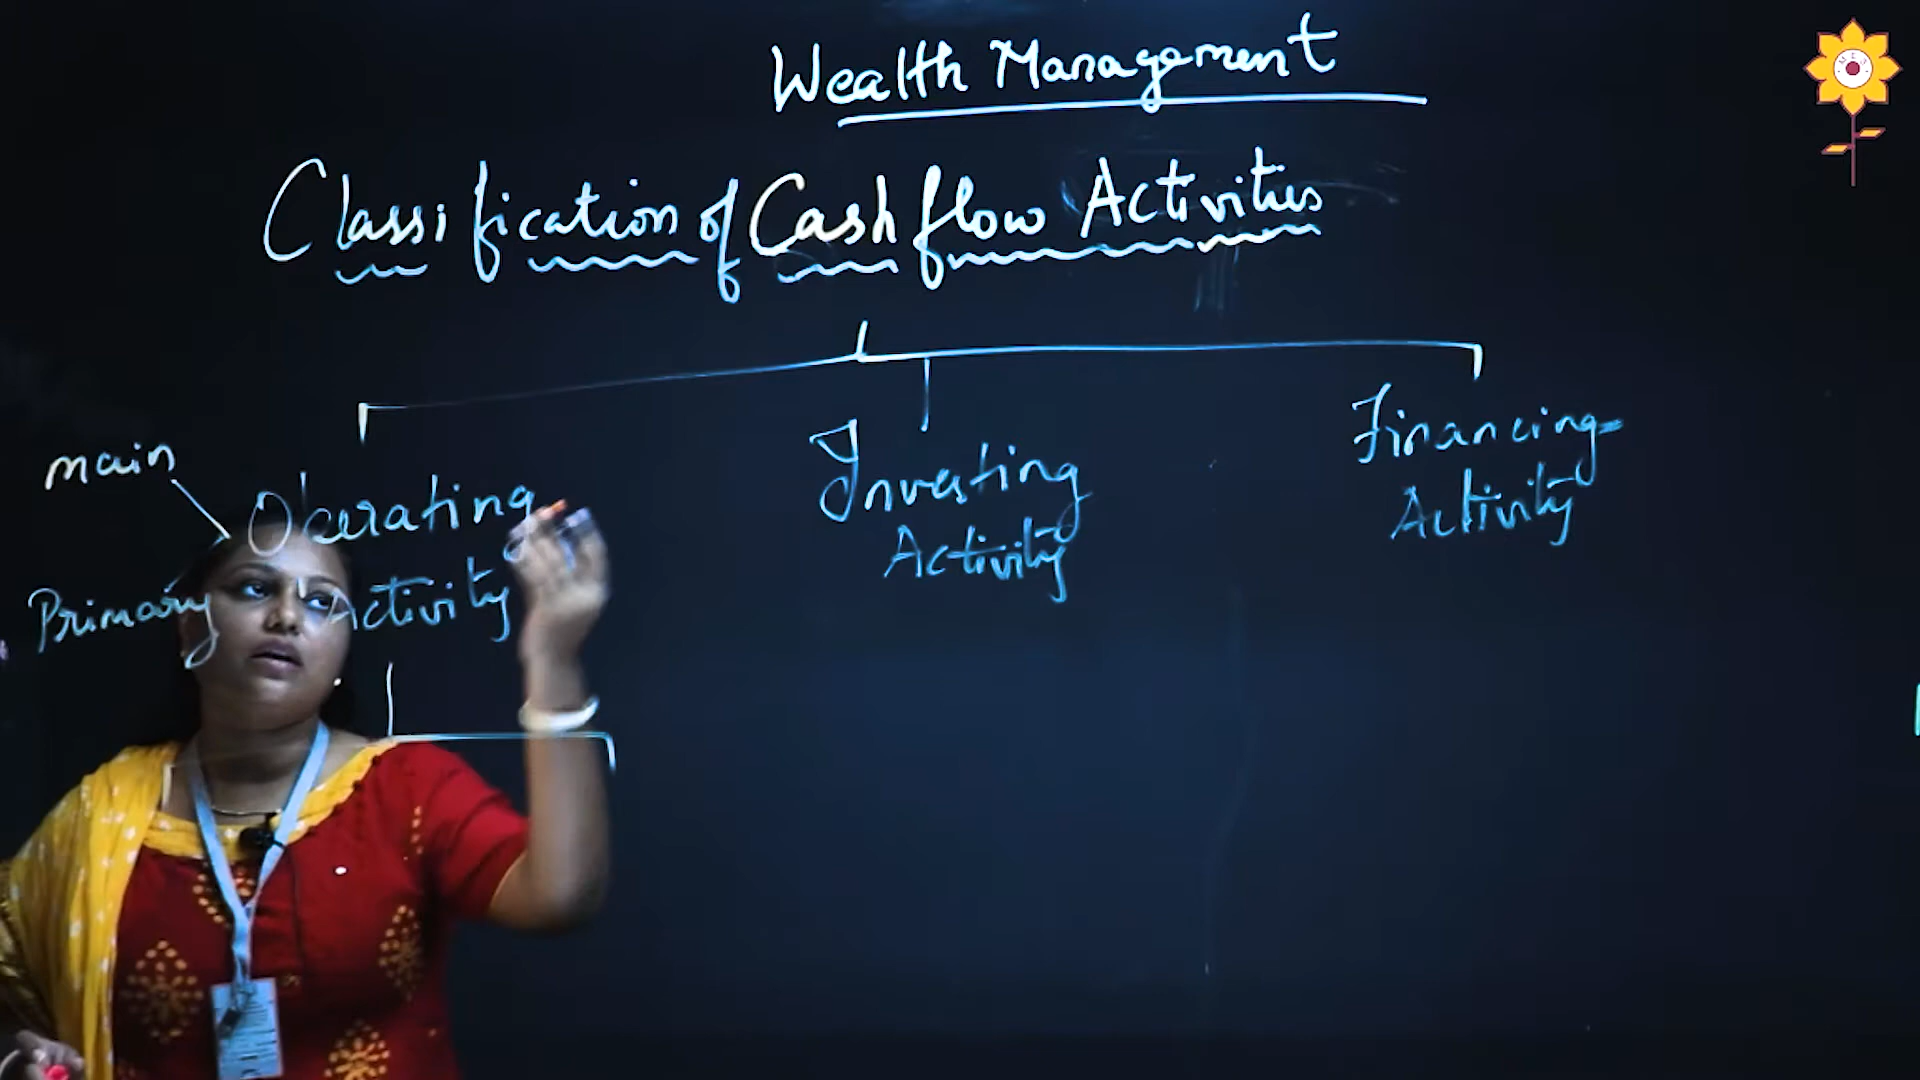 Wealth Management
Classification of Cash flow Activities
main
Operating
Activity
Primary
Investing
Activity
Financing
Activity